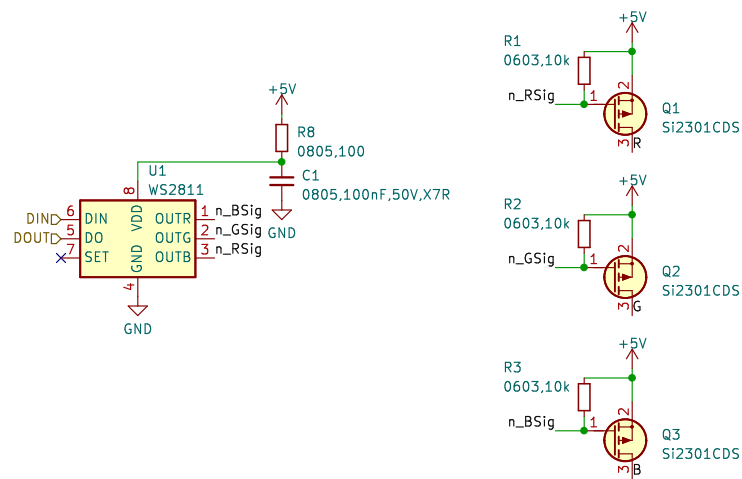 +5V
R8
0805,100
C1
0805,100nF,50V,X7R
GND
U1
WS2811
8
VDD
DIN
6
DIN
OUTR
1
n_BSig
DOUT
5
DO
OUTG
2
n_GSig
7
SET
GND
OUTB
3
n_RSig
4
GND
+5V
R1
0603,10k
2
n_RSig
1
Q1
Si2301CDS
3
R
+5V
R2
0603,10k
2
n_GSig
1
Q2
Si2301CDS
3
G
+5V
R3
0603,10k
2
n_BSig
1
Q3
Si2301CDS
3
B